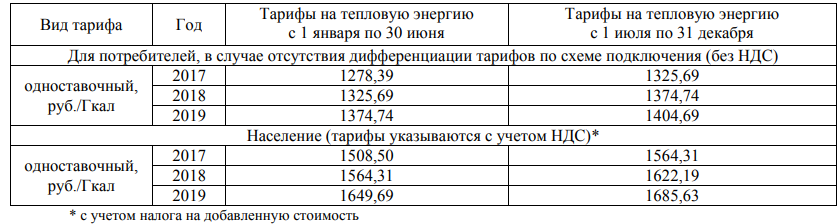 Вид тарифа Год Тарифы на тепловую энергию Тарифы на тепловую энергию
с 1 января по 30 июня с 1 июля по 31 декабря
Для потребителей, в случае отсутствия дифференциации тарифов по схеме подключения (без НДС)
одноставочный, 2017 1278,39 1325,69
руб./Гкал 2018 1325,69 1374,74
2019 1374,74 1404,69
Население (тарифы указываются с учетом НДС)*
одноставочный, 2017 1508,50 1564,31
руб./Гкал 2018 1564,31 1622,19
2019 1649,69 1685,63
* с учетом налога на добавленную стоимость